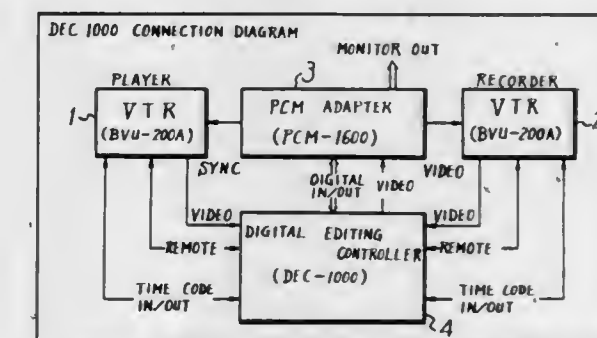 DEC 1000 CONNECTION DIAGRAM
MONITOR OUT
PLAYER
3
RECORDER
1
VTR
(BVU-200A)
PCM ADAPTER
(PCM-1600)
VTR
(BVU-200A)
2
SYNC
DIGITAL
IN/OUT
VIDEO
VIDEO
VIDEO
VIDEO
DIGITAL EDITING
CONTROLLER
(DEC-1000)
REMOTE
REMOTE
TIME CODE
IN/OUT
TIME CODE
IN/OUT
4